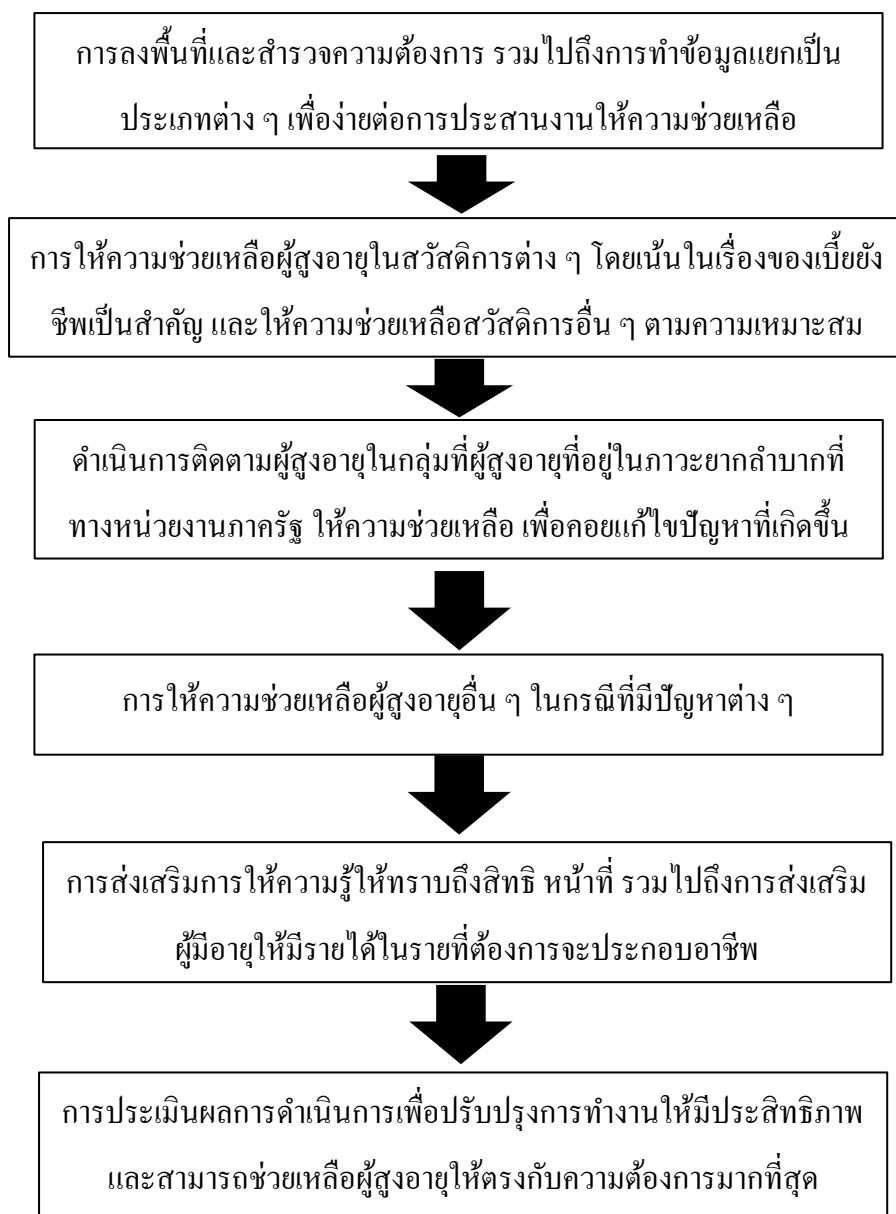 การลงพื้นที่และสำรวจความต้องการ รวมไปถึงการทำข้อมูลแยกเป็น
ประเภทต่าง ๆ เพื่อง่ายต่อการประสานงานให้ความช่วยเหลือ
การให้ความช่วยเหลือผู้สูงอายุในสวัสดิการต่าง ๆ โดยเน้นในเรื่องของเบี้ยยัง
ชีพเป็นสำคัญ และให้ความช่วยเหลือสวัสดิการอื่น ๆ ตามความเหมาะสม
ดำเนินการติดตามผู้สูงอายุในกลุ่มที่ผู้สูงอายุที่อยู่ในภาวะยากลำบากที่
ทางหน่วยงานภาครัฐ ให้ความช่วยเหลือ เพื่อคอยแก้ไขปัญหาที่เกิดขึ้น
การให้ความช่วยเหลือผู้สูงอายุอื่น ๆ ในกรณีที่มีปัญหาต่าง ๆ
การส่งเสริมการให้ความรู้ให้ทราบถึงสิทธิ หน้าที่ รวมไปถึงการส่งเสริม
ผู้มีอายุให้มีรายได้ในรายที่ต้องการจะประกอบอาชีพ
การประเมินผลการดำเนินการเพื่อปรับปรุงการทำงานให้มีประสิทธิภาพ
และสามารถช่วยเหลือผู้สูงอายุให้ตรงกับความต้องการมากที่สุด